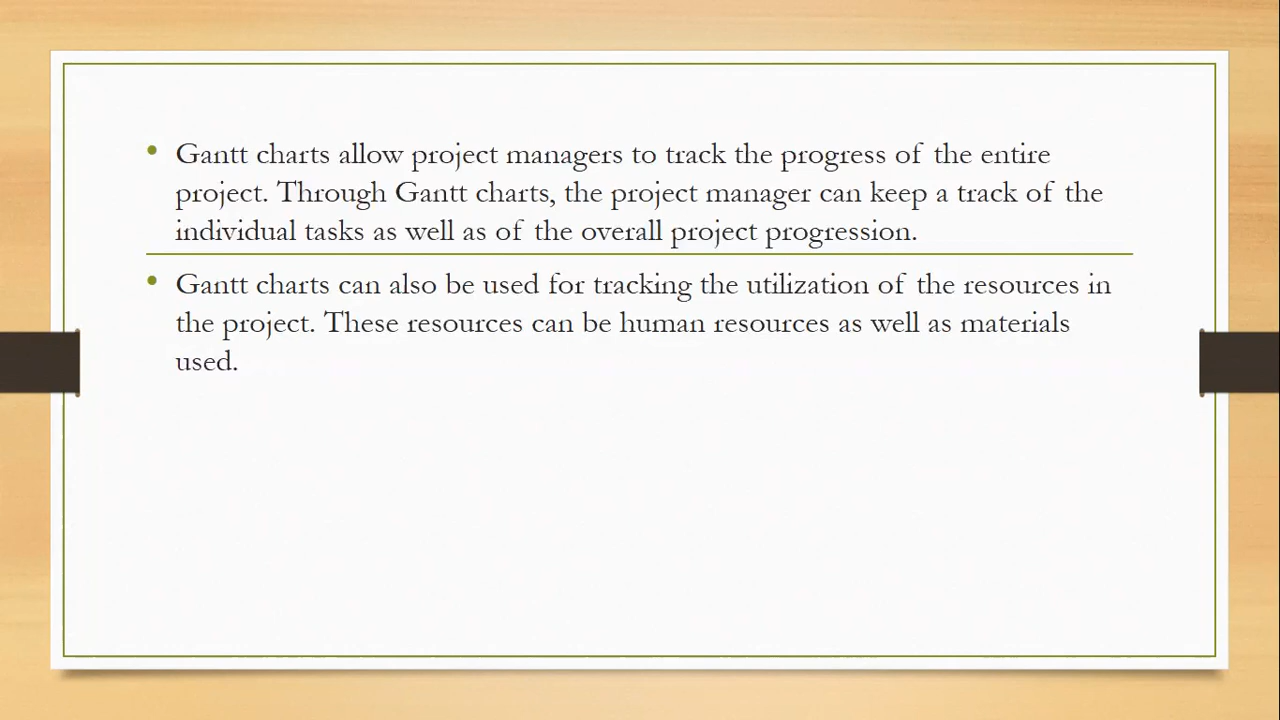 • Gantt charts allow project managers to track the progress of the entire
project. Through Gantt charts, the project manager can keep a track of the
individual tasks as well as of the overall project progression.
• Gantt charts can also be used for tracking the utilization of the resources in
the project. These resources can be human resources as well as materials
used.